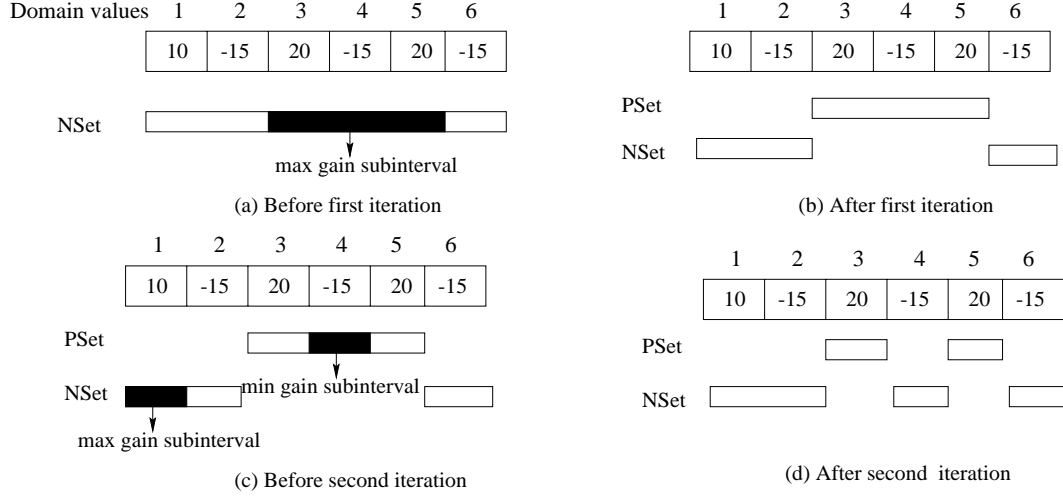 Domain values 1 2 3 4 5 6
10 -15 20 -15 20 -15
NSet
max gain subinterval
(a) Before first iteration
1 2 3 4 5 6
10 -15 20 -15 20 -15
PSet
NSet
(b) After first iteration
1 2 3 4 5 6
10 -15 20 -15 20 -15
PSet
min gain subinterval
NSet
max gain subinterval
(c) Before second iteration
1 2 3 4 5 6
10 -15 20 -15 20 -15
PSet
NSet
(d) After second iteration